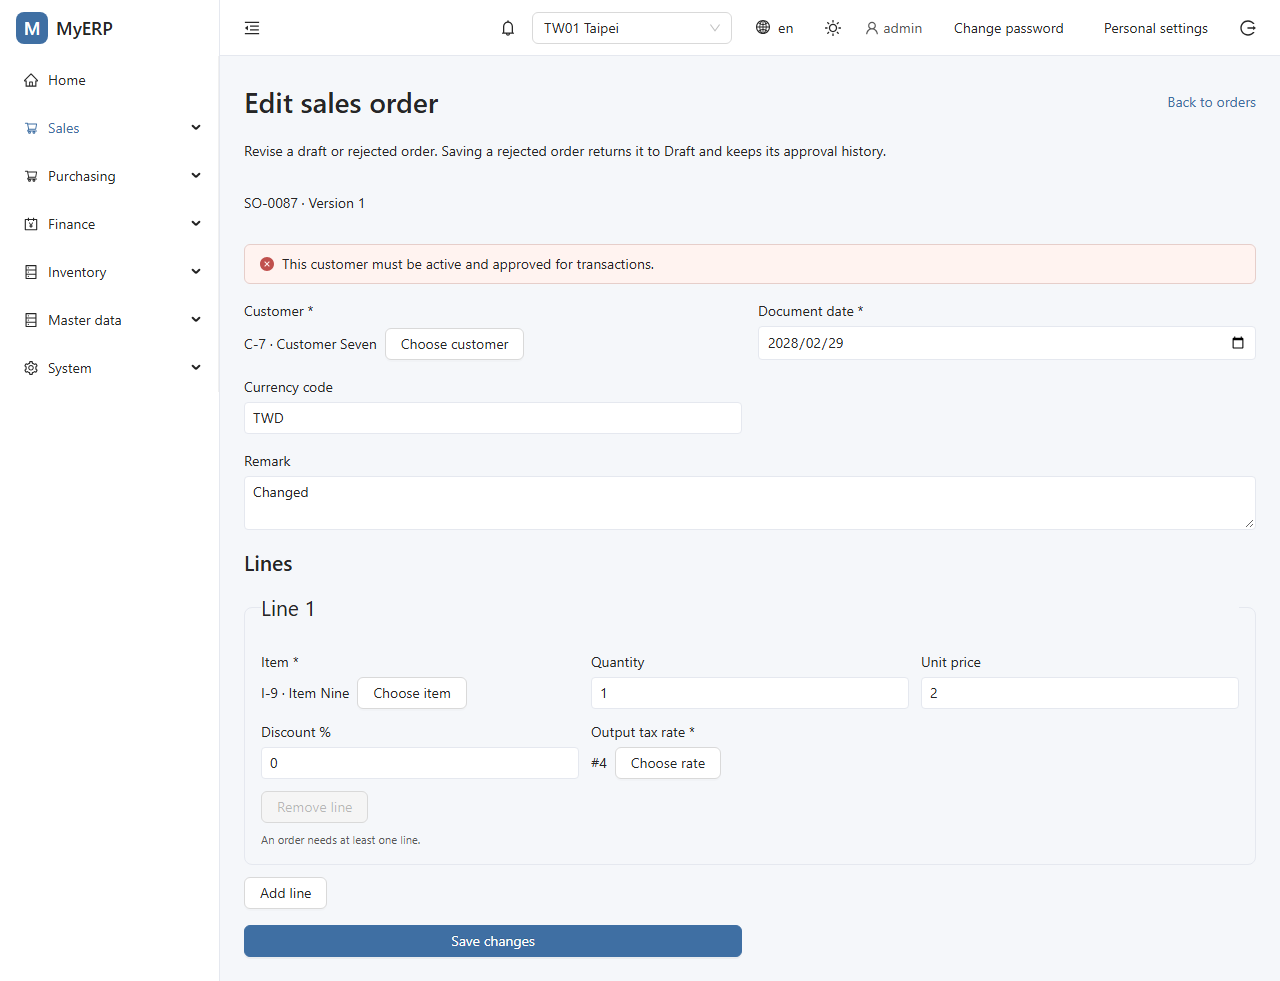 M MyERP
TW01 Taipei
en
admin
Change password
Personal settings
Home
Sales
Purchasing
Finance
Inventory
Master data
System
Edit sales order
Back to orders
Revise a draft or rejected order. Saving a rejected order returns it to Draft and keeps its approval history.
SO-0087 · Version 1
This customer must be active and approved for transactions.
Customer *
C-7 · Customer Seven
Choose customer
Document date *
2028/02/29
Currency code
TWD
Remark
Changed
Lines
Line 1
Item *
I-9 · Item Nine
Choose item
Quantity
1
Unit price
2
Discount %
0
Output tax rate *
#4
Choose rate
Remove line
An order needs at least one line.
Add line
Save changes